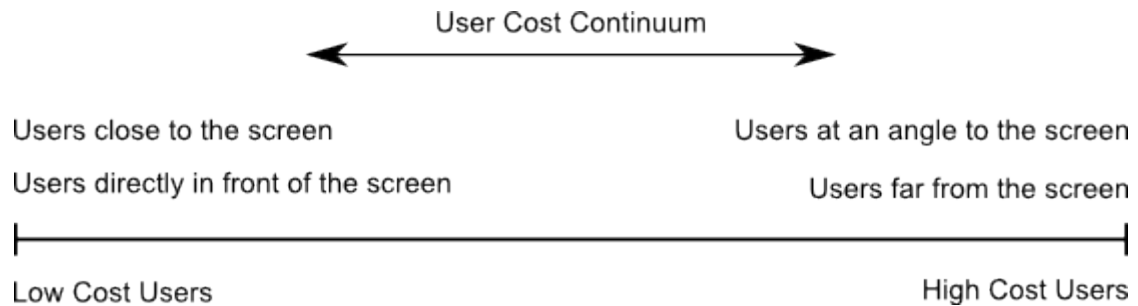 User Cost Continuum
Users close to the screen
Users at an angle to the screen
Users directly in front of the screen
Users far from the screen
Low Cost Users
High Cost Users